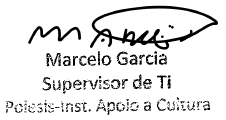 Marcelo Garcia
Supervisor de TI
Poiesis-Inst. Apoio a Cultura